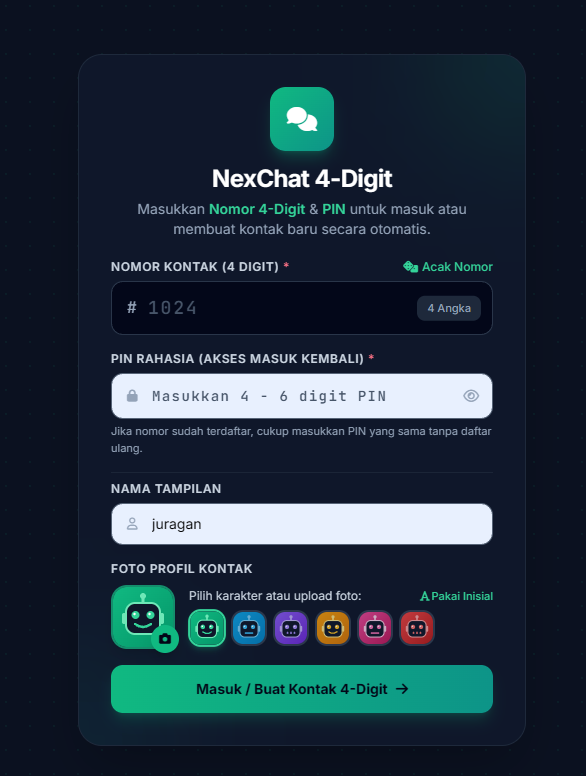 NexChat 4-Digit
Masukkan Nomor 4-Digit & PIN untuk masuk atau
membuat kontak baru secara otomatis.
NOMOR KONTAK (4 DIGIT) *
Acak Nomor
# 1024
4 Angka
PIN RAHASIA (AKSES MASUK KEMBALI) *
Masukkan 4 - 6 digit PIN
Jika nomor sudah terdaftar, cukup masukkan PIN yang sama tanpa daftar
ulang.
NAMA TAMPILAN
juragan
FOTO PROFIL KONTAK
Pilih karakter atau upload foto:
A Pakai Inisial
Masuk / Buat Kontak 4-Digit →